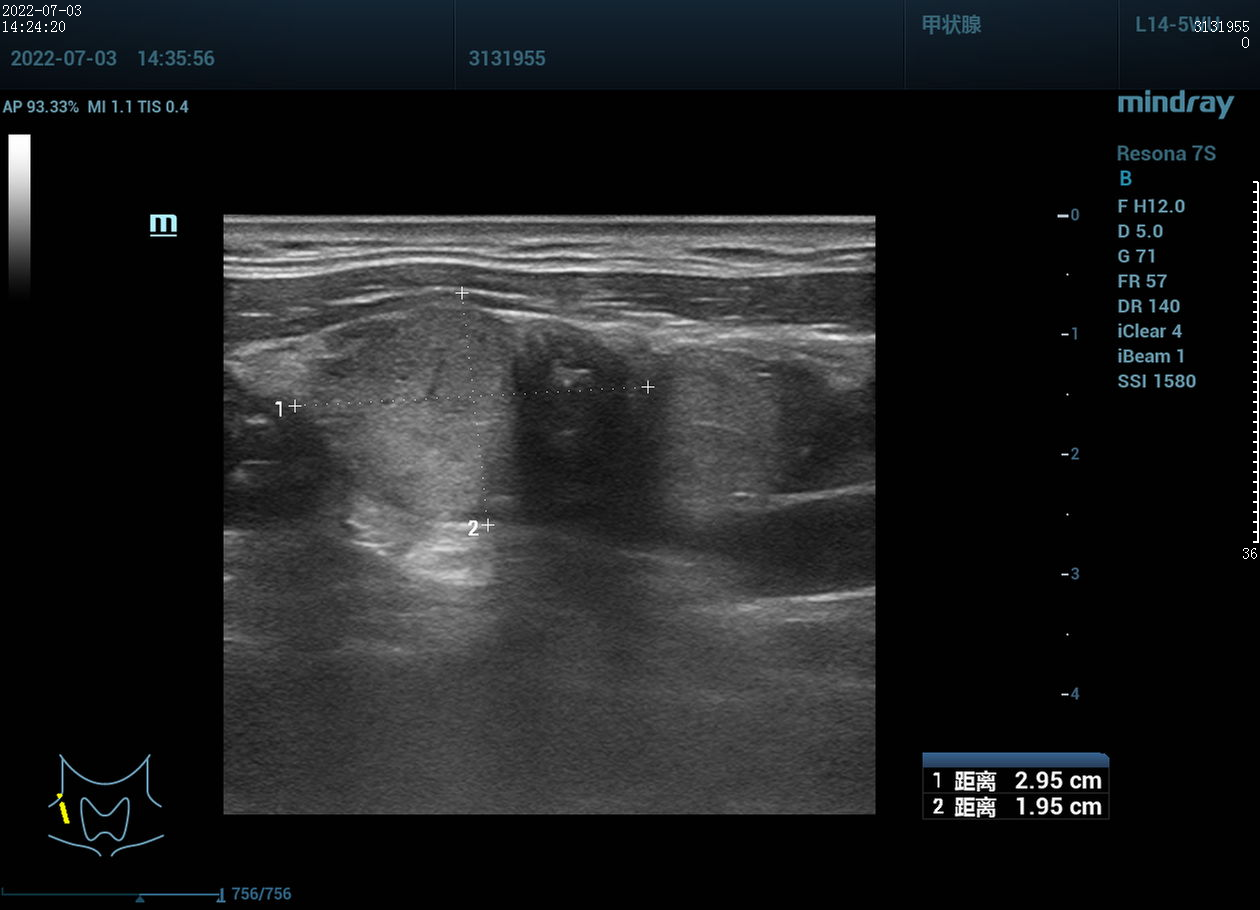 2022-07-03
14:24:20
2022-07-03 14:35:56
3131955
甲状腺
3131955
0
AP 93.33% MI 1.1 TIS 0.4
mindray
Resona 7S
B
F H12.0
D 5.0
G 71
FR 57
DR 140
iClear 4
iBeam 1
SSI 1580
m
0
1
2
3
4
36
1
2
1 距离 2.95 cm
2 距离 1.95 cm
1 756/756